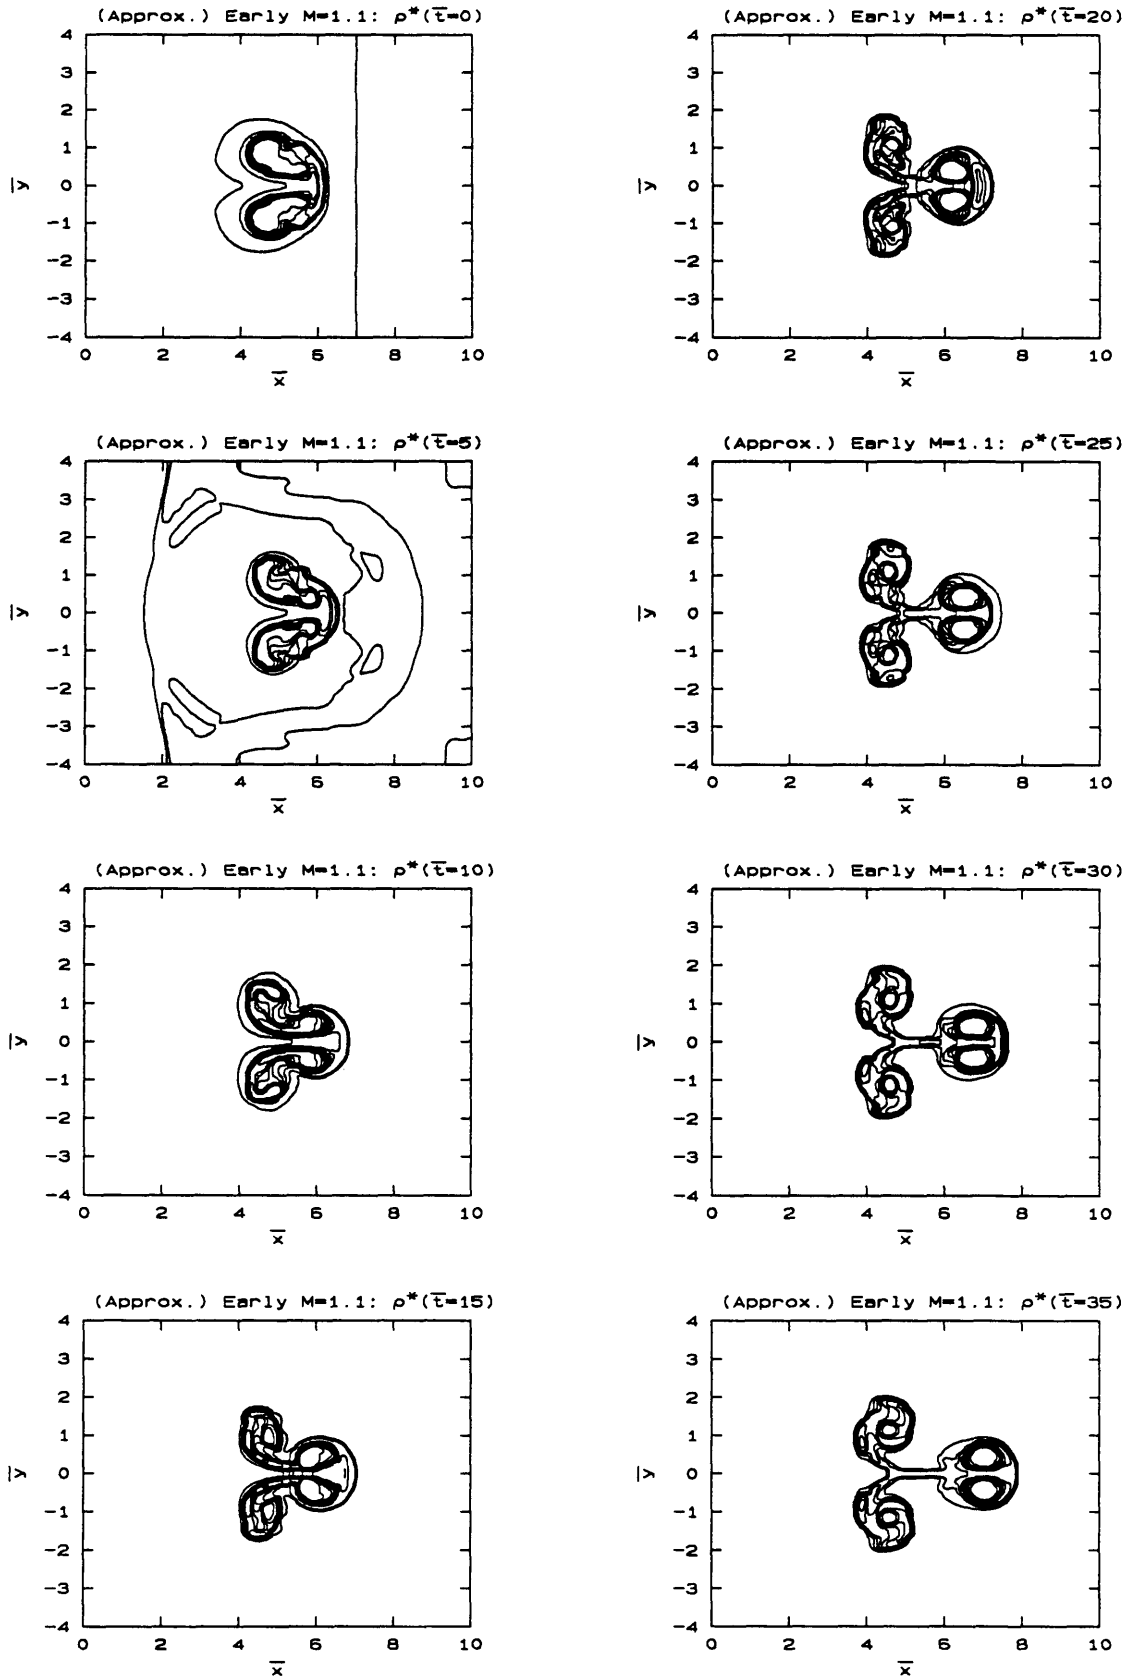 (Approx.) Early M=1.1: ρ*(t̅=0)
4
3
2
1
0
-1
-2
-3
-4
y̅
0 2 4 6 8 10
x̅
(Approx.) Early M=1.1: ρ*(t̅=5)
4
3
2
1
0
-1
-2
-3
-4
y̅
0 2 4 6 8 10
x̅
(Approx.) Early M=1.1: ρ*(t̅=10)
4
3
2
1
0
-1
-2
-3
-4
y̅
0 2 4 6 8 10
x̅
(Approx.) Early M=1.1: ρ*(t̅=15)
4
3
2
1
0
-1
-2
-3
-4
y̅
0 2 4 6 8 10
x̅
(Approx.) Early M=1.1: ρ*(t̅=20)
4
3
2
1
0
-1
-2
-3
-4
y̅
0 2 4 6 8 10
x̅
(Approx.) Early M=1.1: ρ*(t̅=25)
4
3
2
1
0
-1
-2
-3
-4
y̅
0 2 4 6 8 10
x̅
(Approx.) Early M=1.1: ρ*(t̅=30)
4
3
2
1
0
-1
-2
-3
-4
y̅
0 2 4 6 8 10
x̅
(Approx.) Early M=1.1: ρ*(t̅=35)
4
3
2
1
0
-1
-2
-3
-4
y̅
0 2 4 6 8 10
x̅